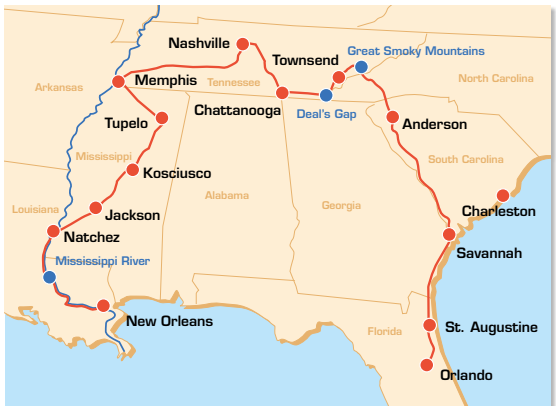 Nashville
Great Smoky Mountains
Townsend
Memphis
Tennessee
North Carolina
Arkansas
Chattanooga
Deal's Gap
Tupelo
Anderson
Mississippi
South Carolina
Kosciusco
Alabama
Georgia
Louisiana
Jackson
Charleston
Natchez
Savannah
Mississippi River
New Orleans
St. Augustine
Florida
Orlando